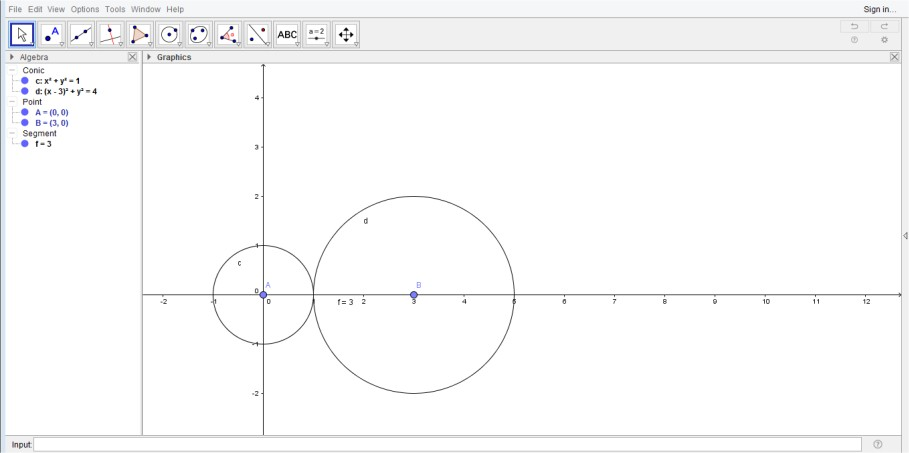 File Edit View Options Tools Window Help
Sign in...
ABC
a=2
Algebra
Graphics
Conic
c: x² + y² = 1
d: (x - 3)² + y² = 4
Point
A = (0, 0)
B = (3, 0)
Segment
f = 3
4
3
2
d
1
c
A
B
0
-2 -1 0 1 f = 3 2 3 4 5 6 7 8 9 10 11 12
-1
-2
Input: